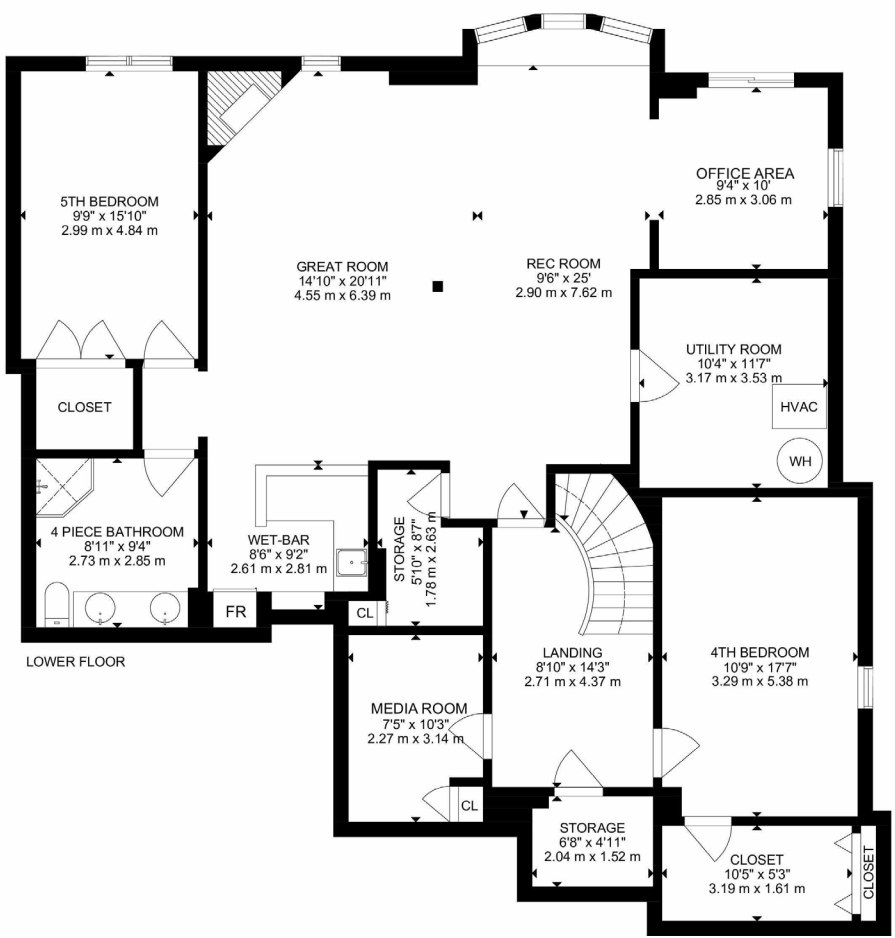 5TH BEDROOM
9'9" x 15'10"
2.99 m x 4.84 m
GREAT ROOM
14'10" x 20'11"
4.55 m x 6.39 m
REC ROOM
9'6" x 25'
2.90 m x 7.62 m
OFFICE AREA
9'4" x 10'
2.85 m x 3.06 m
UTILITY ROOM
10'4" x 11'7"
3.17 m x 3.53 m
HVAC
WH
CLOSET
4 PIECE BATHROOM
8'11" x 9'4"
2.73 m x 2.85 m
WET-BAR
8'6" x 9'2"
2.61 m x 2.81 m
FR
STORAGE
5'10" x 8'7"
1.78 m x 2.63 m
CL
LOWER FLOOR
MEDIA ROOM
7'5" x 10'3"
2.27 m x 3.14 m
CL
LANDING
8'10" x 14'3"
2.71 m x 4.37 m
4TH BEDROOM
10'9" x 17'7"
3.29 m x 5.38 m
STORAGE
6'8" x 4'11"
2.04 m x 1.52 m
CLOSET
10'5" x 5'3"
3.19 m x 1.61 m
CLOSET